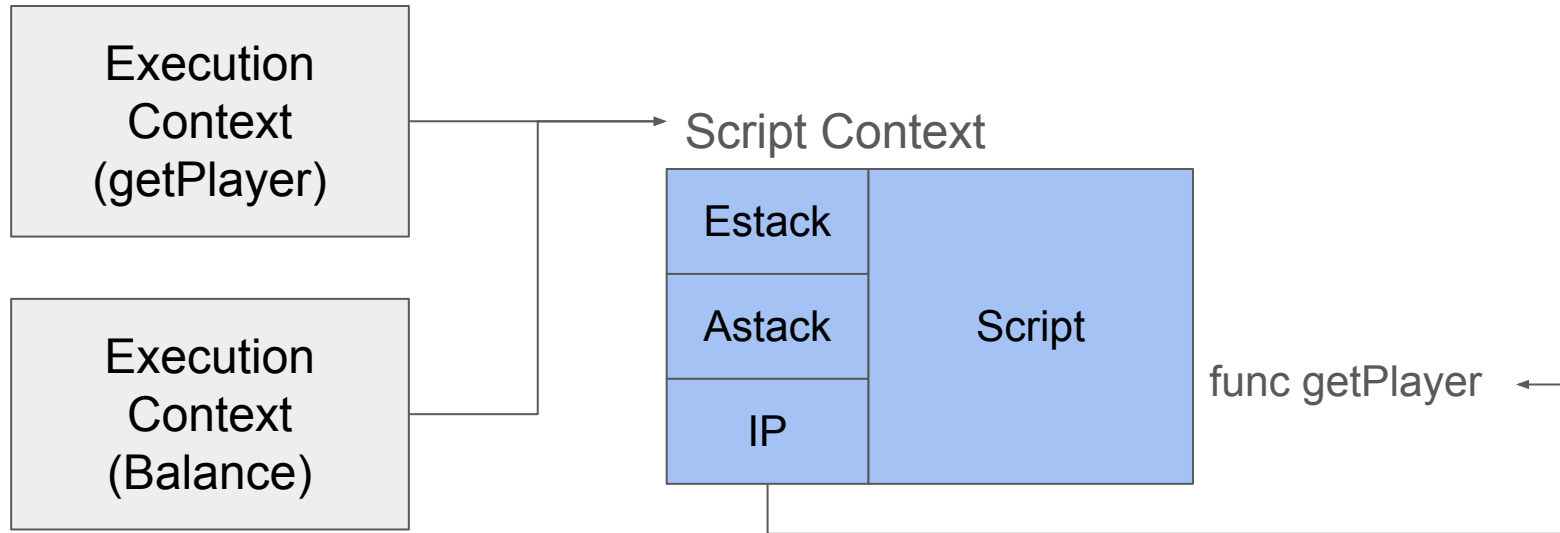 Execution
Context
(getPlayer)
Execution
Context
(Balance)
Script Context
Estack
Astack
IP
Script
func getPlayer